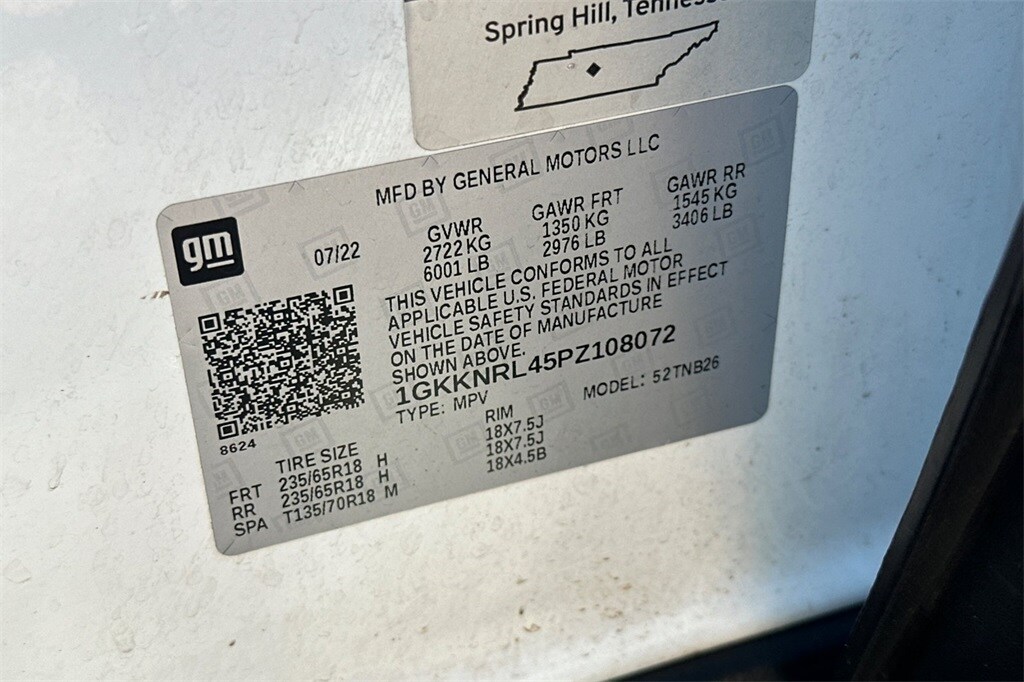 Spring Hill, Tennesse
MFD BY GENERAL MOTORS LLC
gm
07/22
GVWR
2722 KG
6001 LB
GAWR FRT
1350 KG
2976 LB
GAWR RR
1545 KG
3406 LB
THIS VEHICLE CONFORMS TO ALL
APPLICABLE U.S. FEDERAL MOTOR
VEHICLE SAFETY STANDARDS IN EFFECT
ON THE DATE OF MANUFACTURE
SHOWN ABOVE.
1GKKNRL45PZ108072
TYPE: MPV MODEL: 52TNB26
8624
TIRE SIZE RIM
FRT 235/65R18 H 18X7.5J
RR 235/65R18 H 18X7.5J
SPA T135/70R18 M 18X4.5B